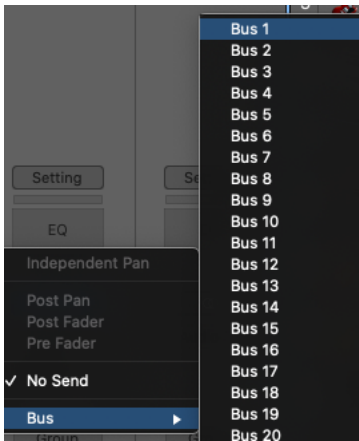 Setting
Se
EQ
Independent Pan
Post Pan
Post Fader
Pre Fader
✓ No Send
Bus
Group
G
Bus 1
Bus 2
Bus 3
Bus 4
Bus 5
Bus 6
Bus 7
Bus 8
Bus 9
Bus 10
Bus 11
Bus 12
Bus 13
Bus 14
Bus 15
Bus 16
Bus 17
Bus 18
Bus 19
Bus 20